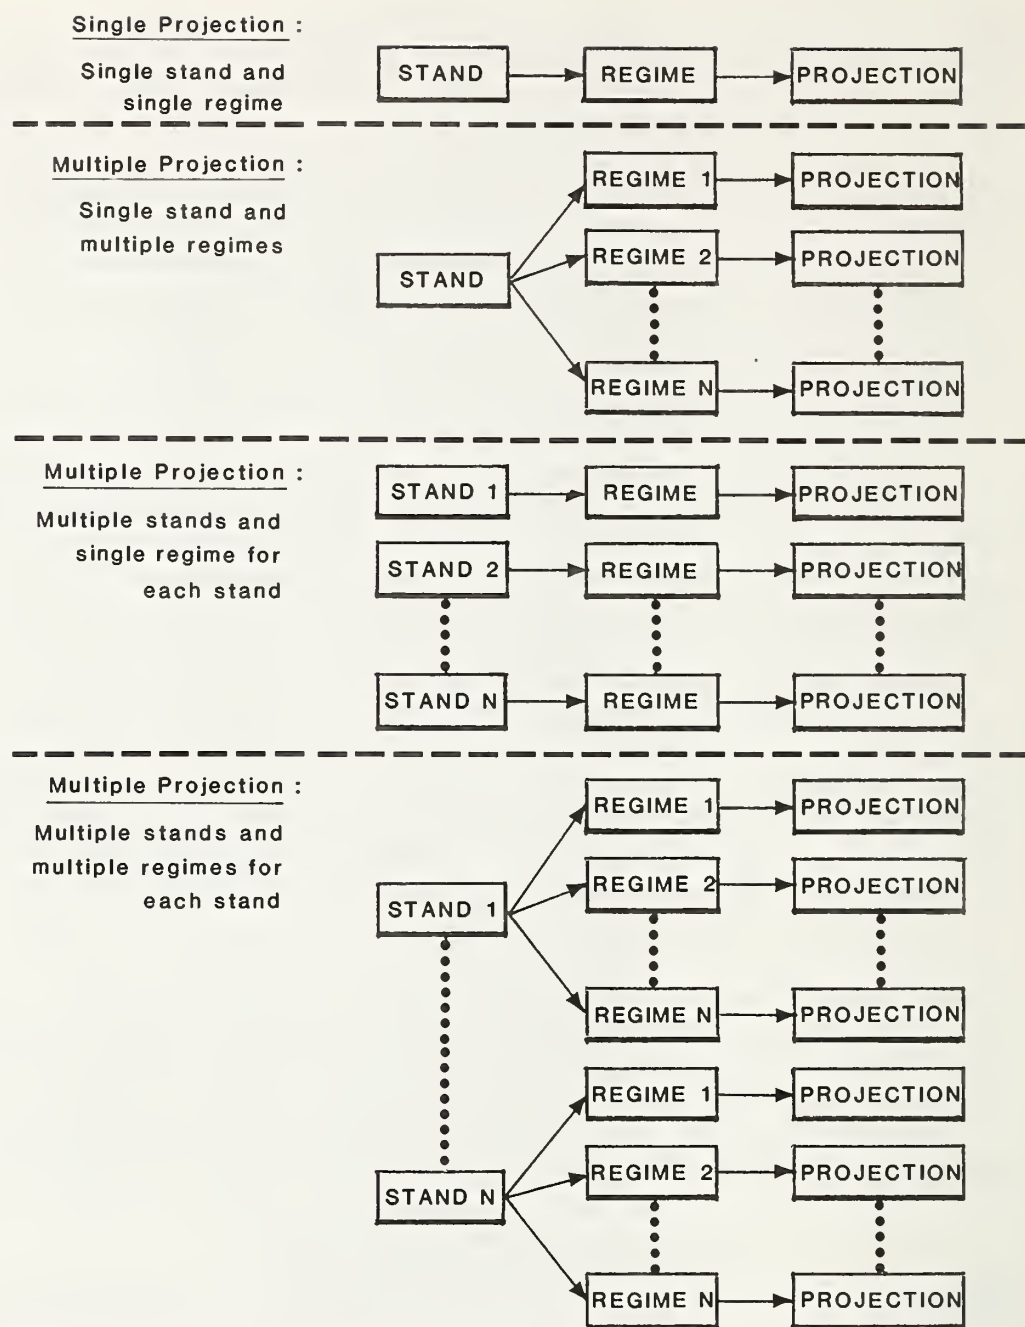 Single Projection :
Single stand and
single regime
STAND REGIME PROJECTION
Multiple Projection :
Single stand and
multiple regimes
STAND
REGIME 1 PROJECTION
REGIME 2 PROJECTION
REGIME N PROJECTION
Multiple Projection :
Multiple stands and
single regime for
each stand
STAND 1 REGIME PROJECTION
STAND 2 REGIME PROJECTION
STAND N REGIME PROJECTION
Multiple Projection :
Multiple stands and
multiple regimes for
each stand
STAND 1
REGIME 1 PROJECTION
REGIME 2 PROJECTION
REGIME N PROJECTION
STAND N
REGIME 1 PROJECTION
REGIME 2 PROJECTION
REGIME N PROJECTION